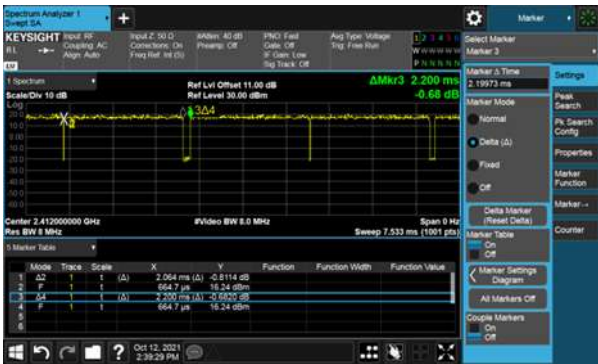 Spectrum Analyzer 1
Swept SA
+
Marker
KEYSIGHT Input: RF Input Z: 50 Ω #Atten: 40 dB PNO: Fast Avg Type: Voltage 1 2 3 4 5 6
RL Coupling: AC Corrections: On Preamp: Off Gate: Off Trig: Free Run W W W W W W
Align: Auto Freq Ref: Int (S) IF Gain: Low
Sig Track: Off P N N N N N
Select Marker
Marker 3
1 Spectrum
Ref Lvl Offset 11.00 dB
ΔMkr3 2.200 ms
Scale/Div 10 dB
Ref Level 30.00 dBm
-0.68 dB
Log
3Δ4
Marker Δ Time
2.19973 ms
Marker Mode
Normal
Delta (Δ)
Fixed
Off
Delta Marker
(Reset Delta)
Marker Table
On
Off
Marker Settings
Diagram
All Markers Off
Couple Markers
On
Off
Settings
Peak
Search
Pk Search
Config
Properties
Marker
Function
Marker→
Counter
Center 2.412000000 GHz
#Video BW 8.0 MHz
Span 0 Hz
Res BW 8 MHz
Sweep 7.533 ms (1001 pts)
5 Marker Table
Mode Trace Scale X Y Function Function Width Function Value
1 Δ2 1 t (Δ) 2.064 ms (Δ) -0.8114 dB
2 F 1 t 664.7 µs 16.24 dBm
3 Δ4 1 t (Δ) 2.200 ms (Δ) -0.6820 dB
4 F 1 t 664.7 µs 16.24 dBm
5
6
? Oct 12, 2021
2:39:29 PM